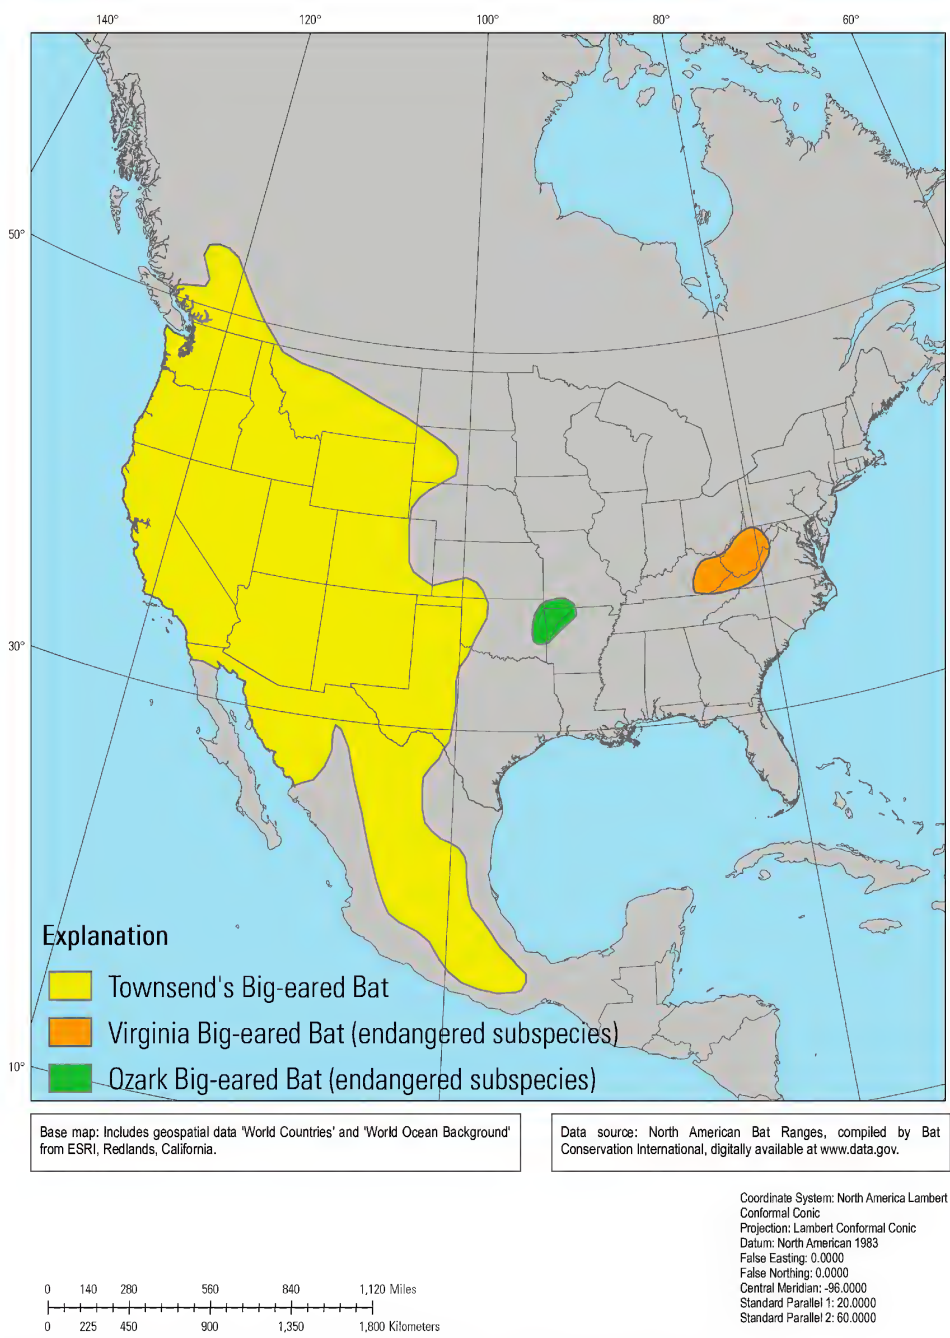 140° 120° 100° 80° 60°
50°
30°
10°
Explanation
Townsend's Big-eared Bat
Virginia Big-eared Bat (endangered subspecies)
Ozark Big-eared Bat (endangered subspecies)
Base map: Includes geospatial data 'World Countries' and 'World Ocean Background'
from ESRI, Redlands, California.
Data source: North American Bat Ranges, compiled by Bat
Conservation International, digitally available at www.data.gov.
Coordinate System: North America Lambert
Conformal Conic
Projection: Lambert Conformal Conic
Datum: North American 1983
False Easting: 0.0000
False Northing: 0.0000
Central Meridian: -96.0000
Standard Parallel 1: 20.0000
Standard Parallel 2: 60.0000
0 140 280 560 840 1,120 Miles
0 225 450 900 1,350 1,800 Kilometers